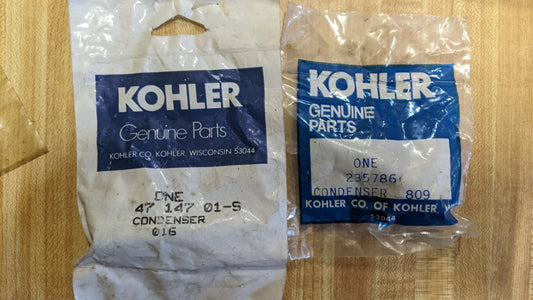 KOHLER
Genuine Parts
KOHLER CO. KOHLER, WISCONSIN 53044
ONE
47 147 01-S
CONDENSER
016
KOHLER
GENUINE
PARTS
ONE
235786
CONDENSER 809
KOHLER CO. OF KOHLER,
53044